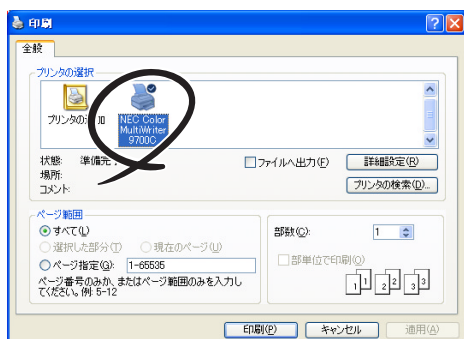 印刷
全般
プリンタの選択
プリンタの
NEC Color
MultiWriter
9700C
状態: 準備完
場所:
コメント:
ファイルへ出力(F)
詳細設定(R)
プリンタの検索(D)...
ページ範囲
すべて(L)
選択した部分(T)
現在のページ(U)
ページ指定(G): 1-65535
ページ番号のみか、またはページ範囲のみを入力し
てください。例: 5-12
部数(C): 1
部単位で印刷(O)
1 1 2 2 3 3
印刷(P)
キャンセル
適用(A)